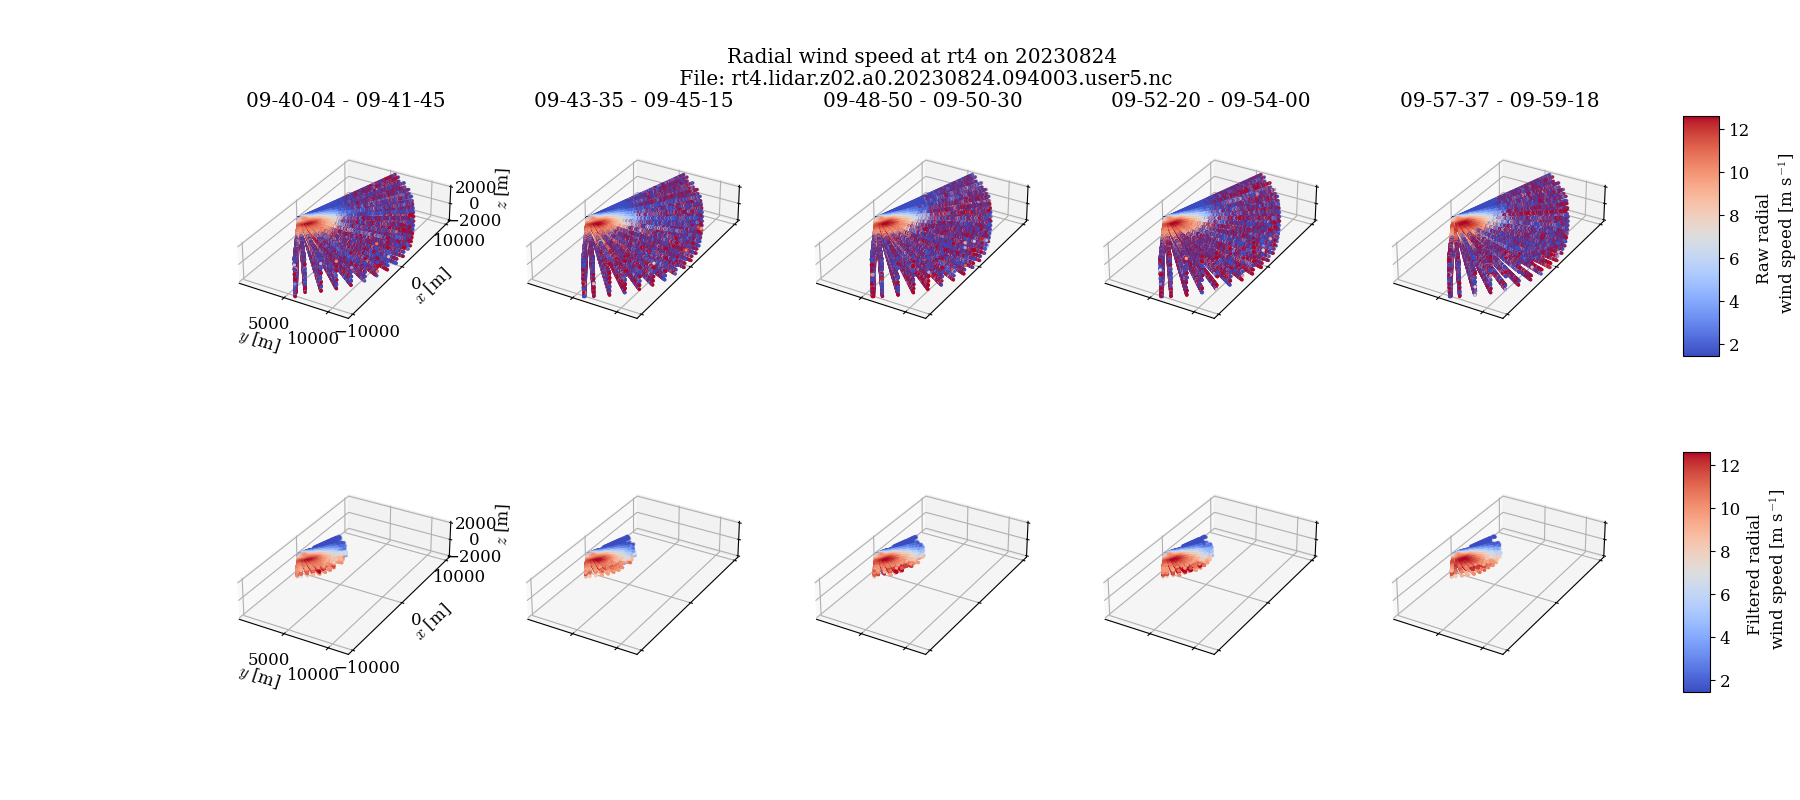 Radial wind speed at rt4 on 20230824
File: rt4.lidar.z02.a0.20230824.094003.user5.nc
09-40-04 - 09-41-45
09-43-35 - 09-45-15
09-48-50 - 09-50-30
09-52-20 - 09-54-00
09-57-37 - 09-59-18
2000
0
−2000
z [m]
10000
0
−10000
x [m]
5000
10000
y [m]
12
10
8
6
4
2
Raw radial
wind speed [m s⁻¹]
2000
0
−2000
z [m]
10000
0
−10000
x [m]
5000
10000
y [m]
12
10
8
6
4
2
Filtered radial
wind speed [m s⁻¹]